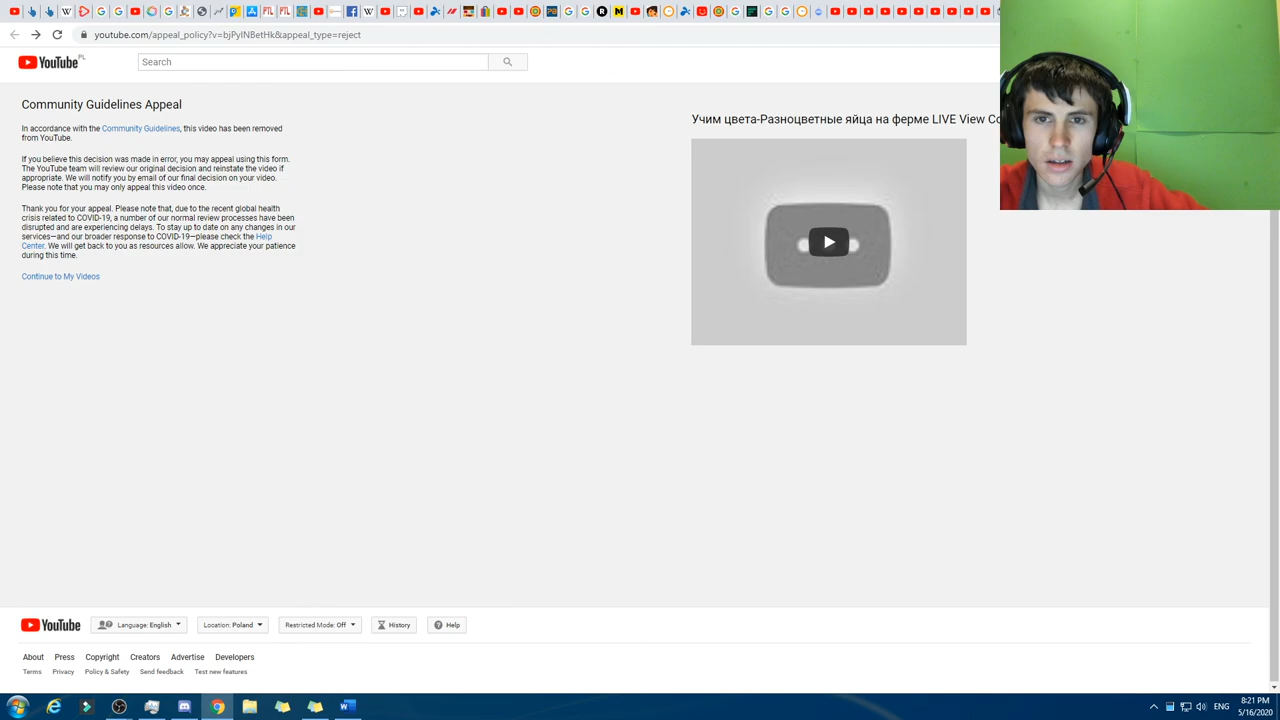 youtube.com/appeal_policy?v=bjPyINBetHk&appeal_type=reject
YouTube PL
Search
Community Guidelines Appeal
In accordance with the Community Guidelines, this video has been removed
from YouTube.
If you believe this decision was made in error, you may appeal using this form.
The YouTube team will review our original decision and reinstate the video if
appropriate. We will notify you by email of our final decision on your video.
Please note that you may only appeal this video once.
Thank you for your appeal. Please note that, due to the recent global health
crisis related to COVID-19, a number of our normal review processes have been
disrupted and are experiencing delays. To stay up to date on any changes in our
services—and our broader response to COVID-19—please check the Help
Center. We will get back to you as resources allow. We appreciate your patience
during this time.
Continue to My Videos
Учим цвета-Разноцветные яйца на ферме LIVE View Co
YouTube
Language: English
Location: Poland
Restricted Mode: Off
History
Help
About Press Copyright Creators Advertise Developers
Terms Privacy Policy & Safety Send feedback Test new features
ENG
8:21 PM
5/16/2020